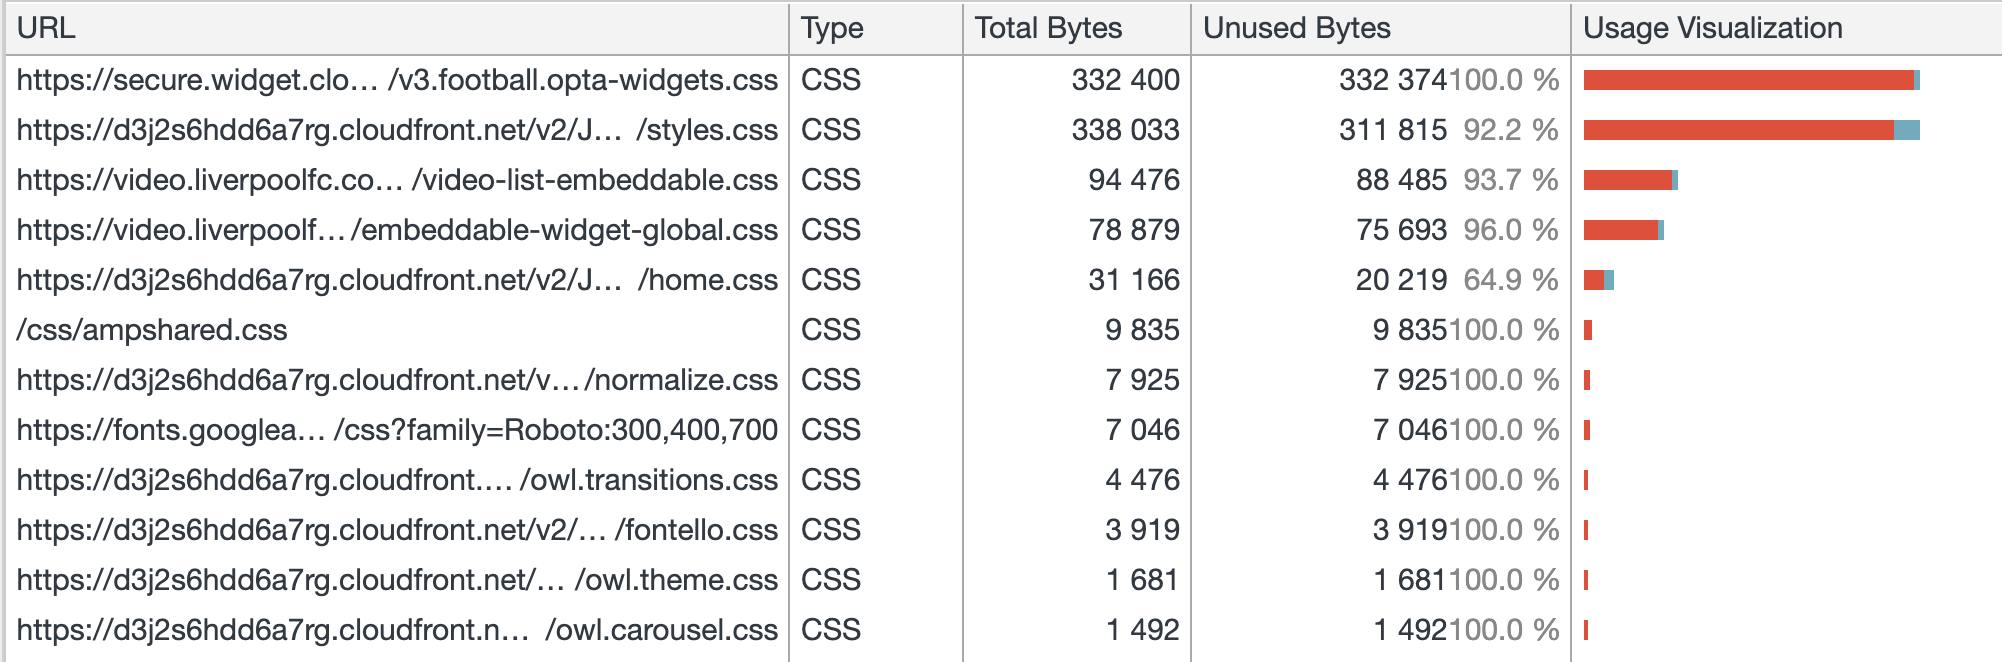 URL Type Total Bytes Unused Bytes Usage Visualization
https://secure.widget.clo… /v3.football.opta-widgets.css CSS 332 400 332 374 100.0 %
https://d3j2s6hdd6a7rg.cloudfront.net/v2/J… /styles.css CSS 338 033 311 815 92.2 %
https://video.liverpoolfc.co… /video-list-embeddable.css CSS 94 476 88 485 93.7 %
https://video.liverpoolf… /embeddable-widget-global.css CSS 78 879 75 693 96.0 %
https://d3j2s6hdd6a7rg.cloudfront.net/v2/J… /home.css CSS 31 166 20 219 64.9 %
/css/ampshared.css CSS 9 835 9 835 100.0 %
https://d3j2s6hdd6a7rg.cloudfront.net/v… /normalize.css CSS 7 925 7 925 100.0 %
https://fonts.googlea… /css?family=Roboto:300,400,700 CSS 7 046 7 046 100.0 %
https://d3j2s6hdd6a7rg.cloudfront.… /owl.transitions.css CSS 4 476 4 476 100.0 %
https://d3j2s6hdd6a7rg.cloudfront.net/v2/… /fontello.css CSS 3 919 3 919 100.0 %
https://d3j2s6hdd6a7rg.cloudfront.net/… /owl.theme.css CSS 1 681 1 681 100.0 %
https://d3j2s6hdd6a7rg.cloudfront.n… /owl.carousel.css CSS 1 492 1 492 100.0 %